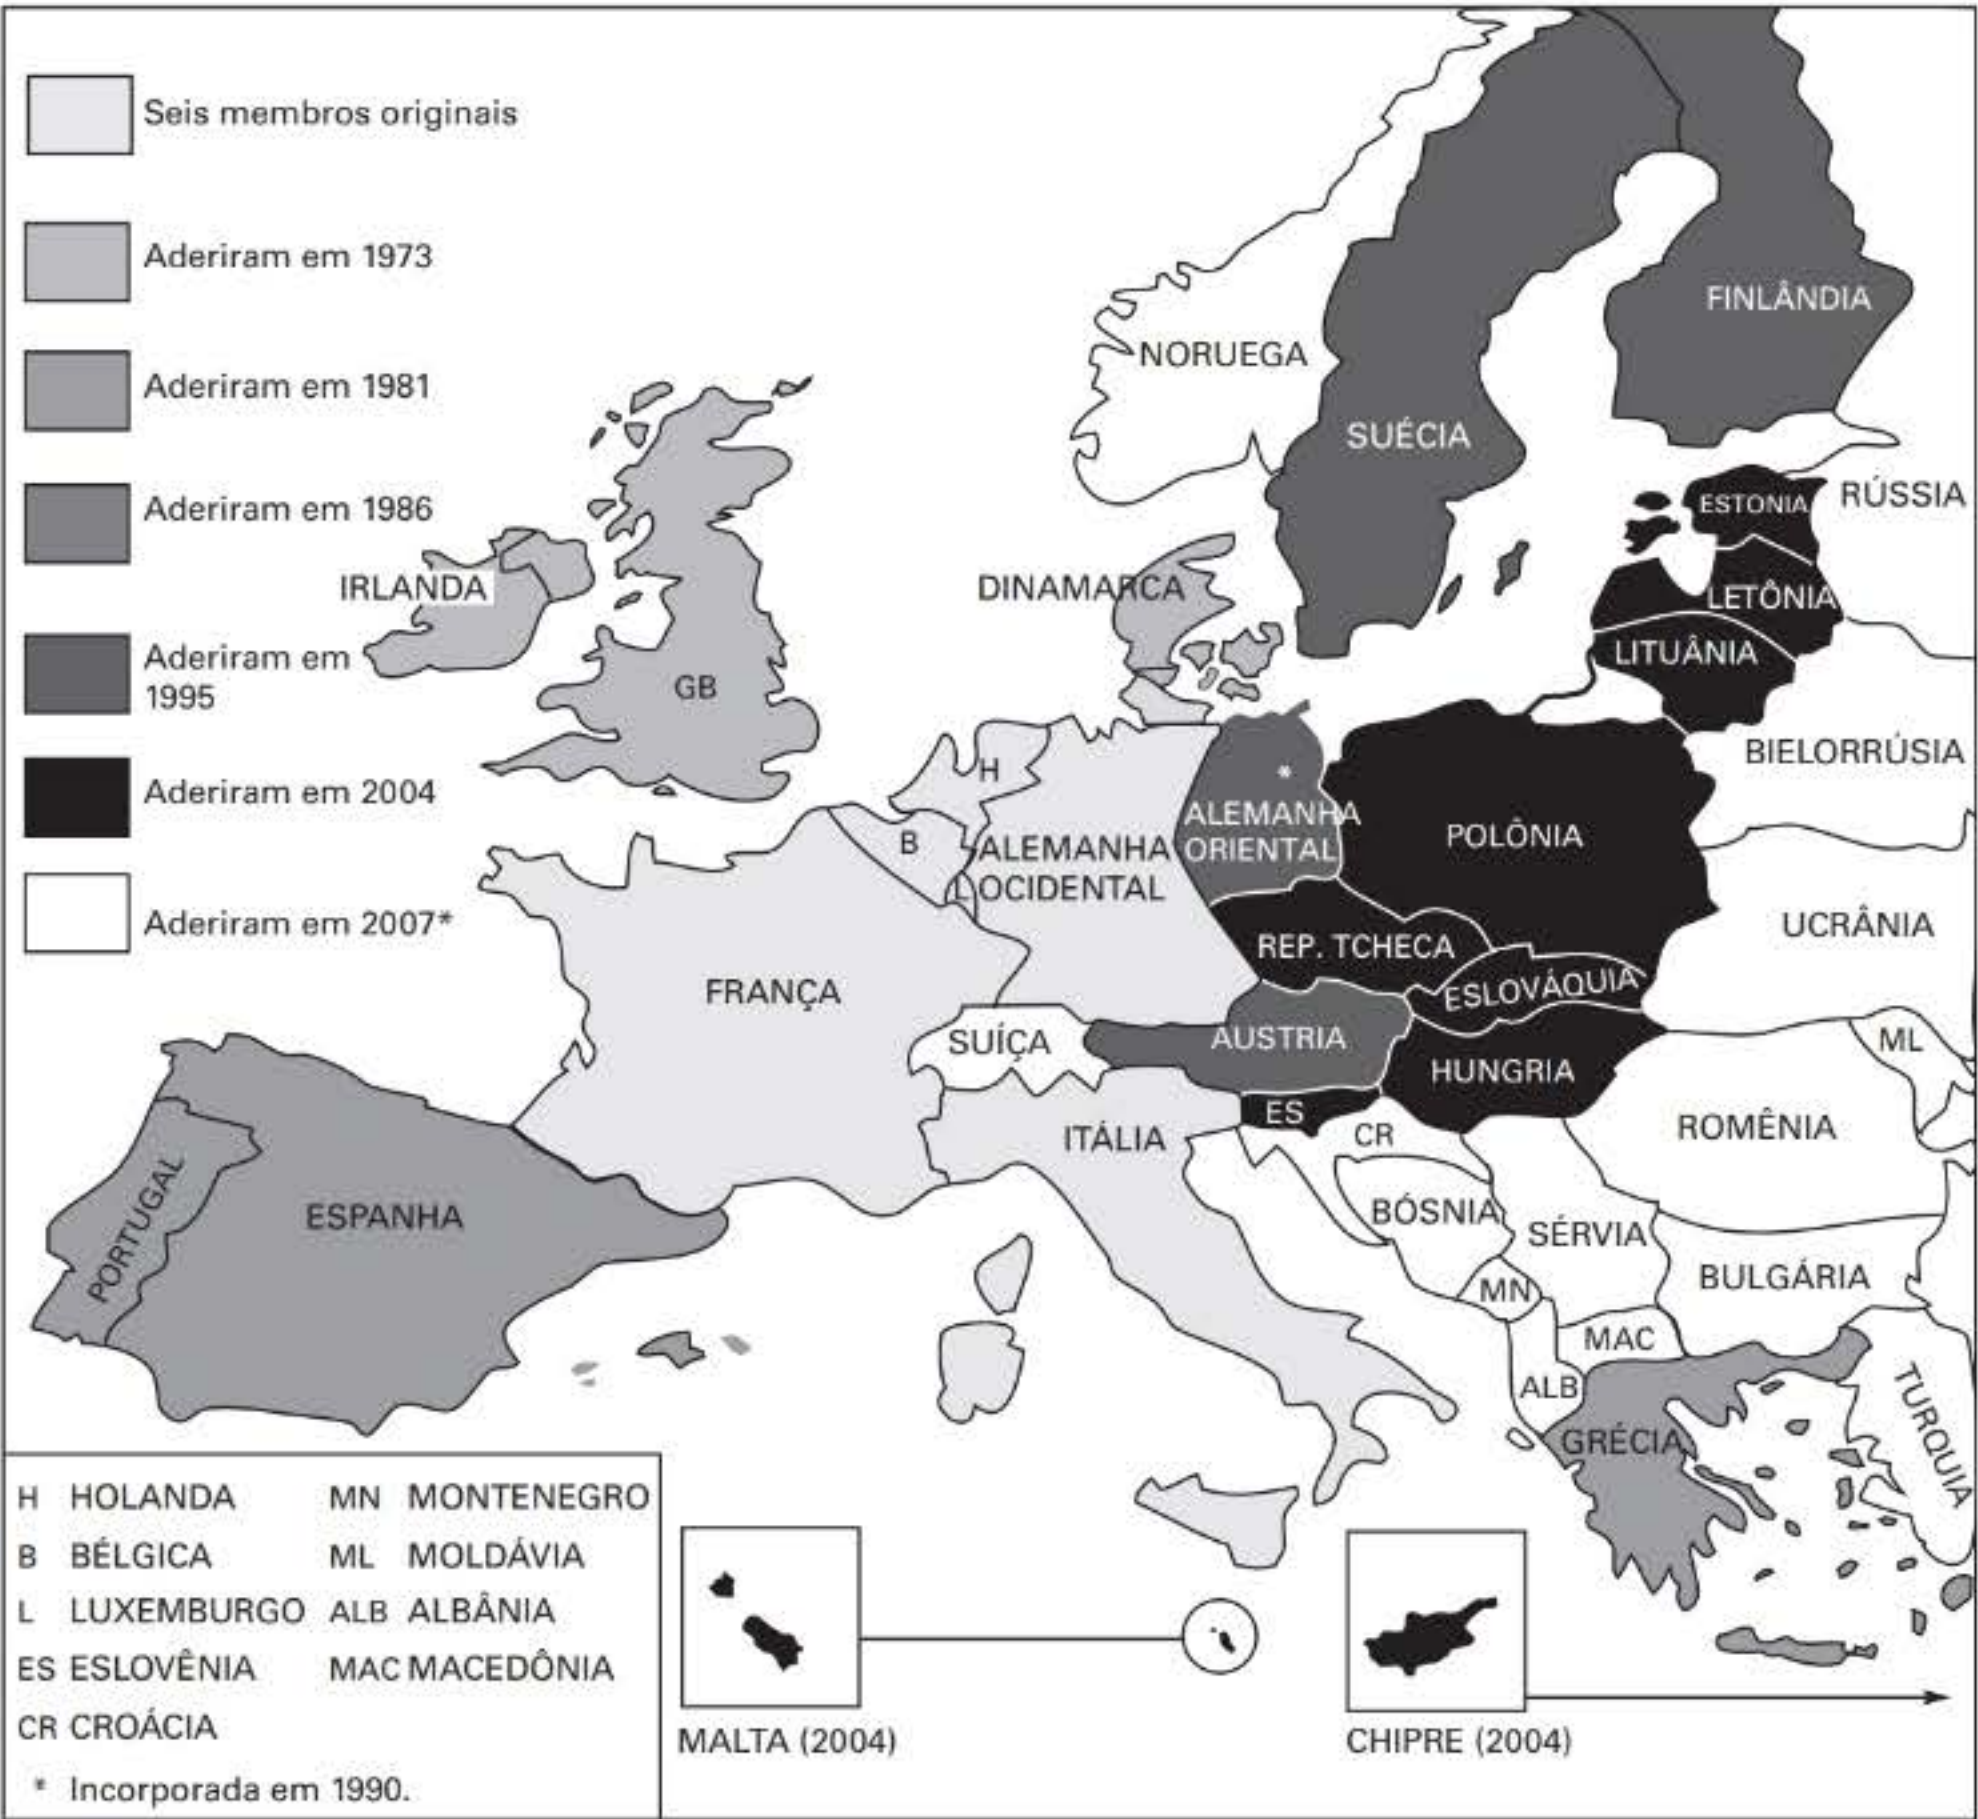 Seis membros originais
Aderiram em 1973
Aderiram em 1981
Aderiram em 1986
Aderiram em
1995
Aderiram em 2004
Aderiram em 2007*
NORUEGA
FINLÂNDIA
SUÉCIA
ESTONIA
RÚSSIA
IRLANDA
DINAMARCA
LETÔNIA
LITUÂNIA
GB
BIELORRÚSIA
H
*
ALEMANHA
ORIENTAL
POLÔNIA
B
ALEMANHA
OCIDENTAL
L
UCRÂNIA
REP. TCHECA
ESLOVÁQUIA
FRANÇA
SUÍÇA
AUSTRIA
ML
HUNGRIA
ES
ITÁLIA
CR
ROMÊNIA
PORTUGAL
ESPANHA
BÓSNIA
SÉRVIA
BULGÁRIA
MN
MAC
ALB
GRÉCIA
TURQUIA
H HOLANDA MN MONTENEGRO
B BÉLGICA ML MOLDÁVIA
L LUXEMBURGO ALB ALBÂNIA
ES ESLOVÊNIA MAC MACEDÔNIA
CR CROÁCIA
* Incorporada em 1990.
MALTA (2004)
CHIPRE (2004)